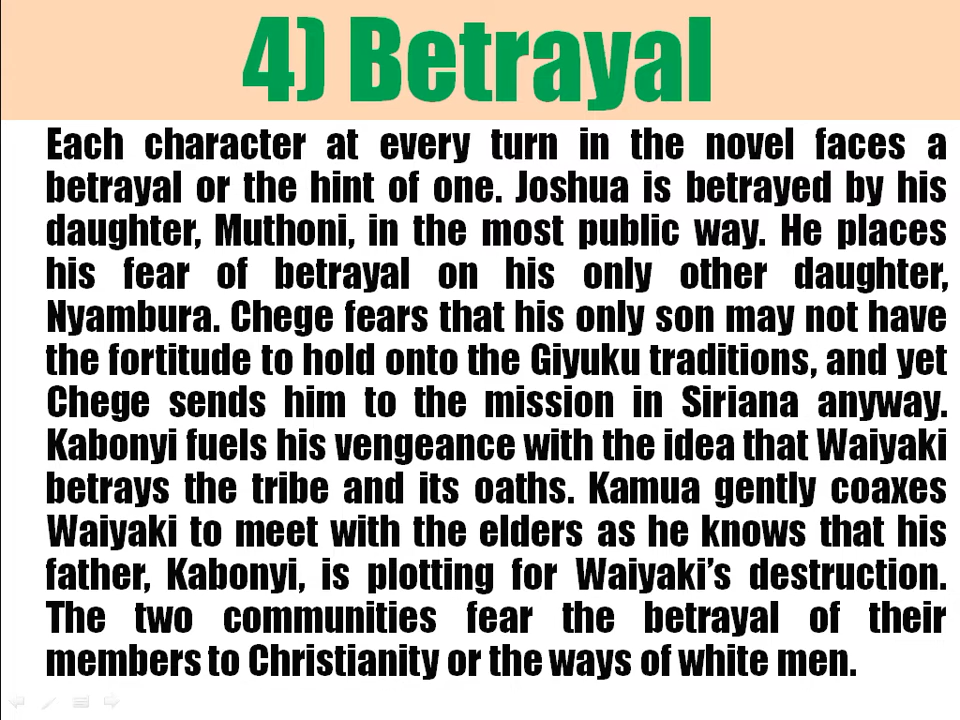 4) Betrayal
Each character at every turn in the novel faces a
betrayal or the hint of one. Joshua is betrayed by his
daughter, Muthoni, in the most public way. He places
his fear of betrayal on his only other daughter,
Nyambura. Chege fears that his only son may not have
the fortitude to hold onto the Giyuku traditions, and yet
Chege sends him to the mission in Siriana anyway.
Kabonyi fuels his vengeance with the idea that Waiyaki
betrays the tribe and its oaths. Kamua gently coaxes
Waiyaki to meet with the elders as he knows that his
father, Kabonyi, is plotting for Waiyaki’s destruction.
The two communities fear the betrayal of their
members to Christianity or the ways of white men.